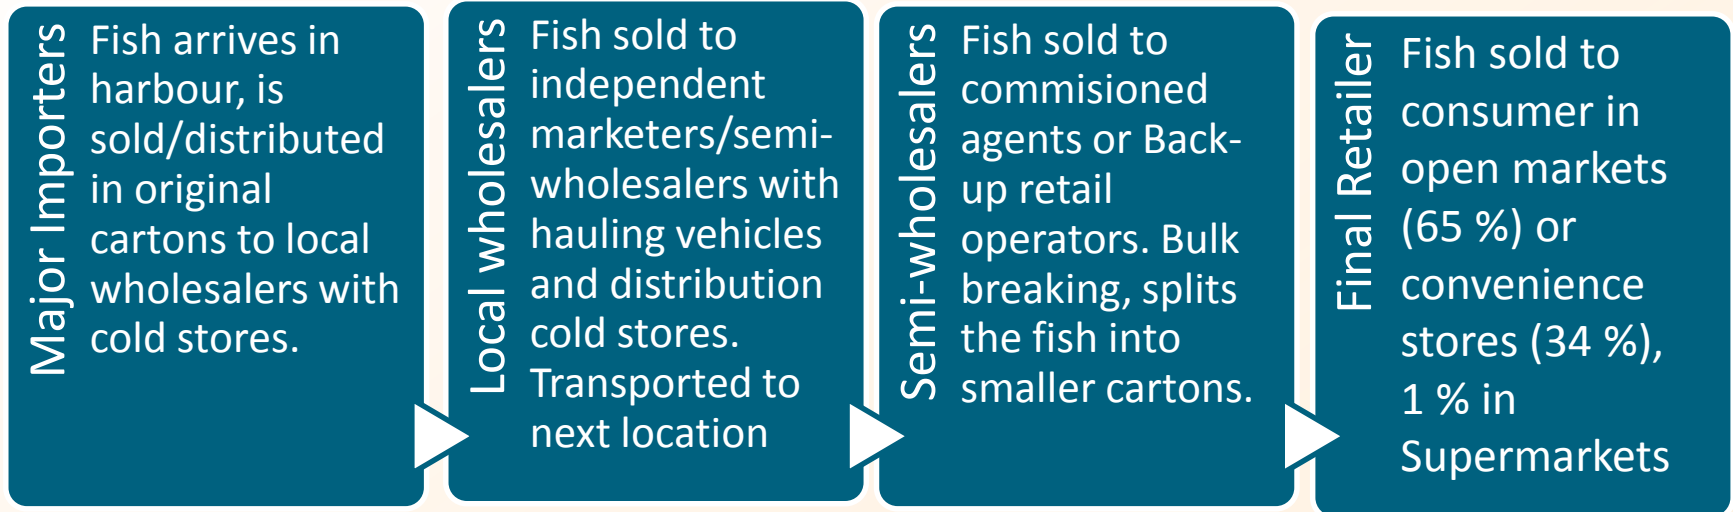 Major Importers
Fish arrives in
harbour, is
sold/distributed
in original
cartons to local
wholesalers with
cold stores.
Local wholesalers
Fish sold to
independent
marketers/semi-
wholesalers with
hauling vehicles
and distribution
cold stores.
Transported to
next location
Semi-wholesalers
Fish sold to
commisioned
agents or Back-
up retail
operators. Bulk
breaking, splits
the fish into
smaller cartons.
Final Retailer
Fish sold to
consumer in
open markets
(65 %) or
convenience
stores (34 %),
1 % in
Supermarkets